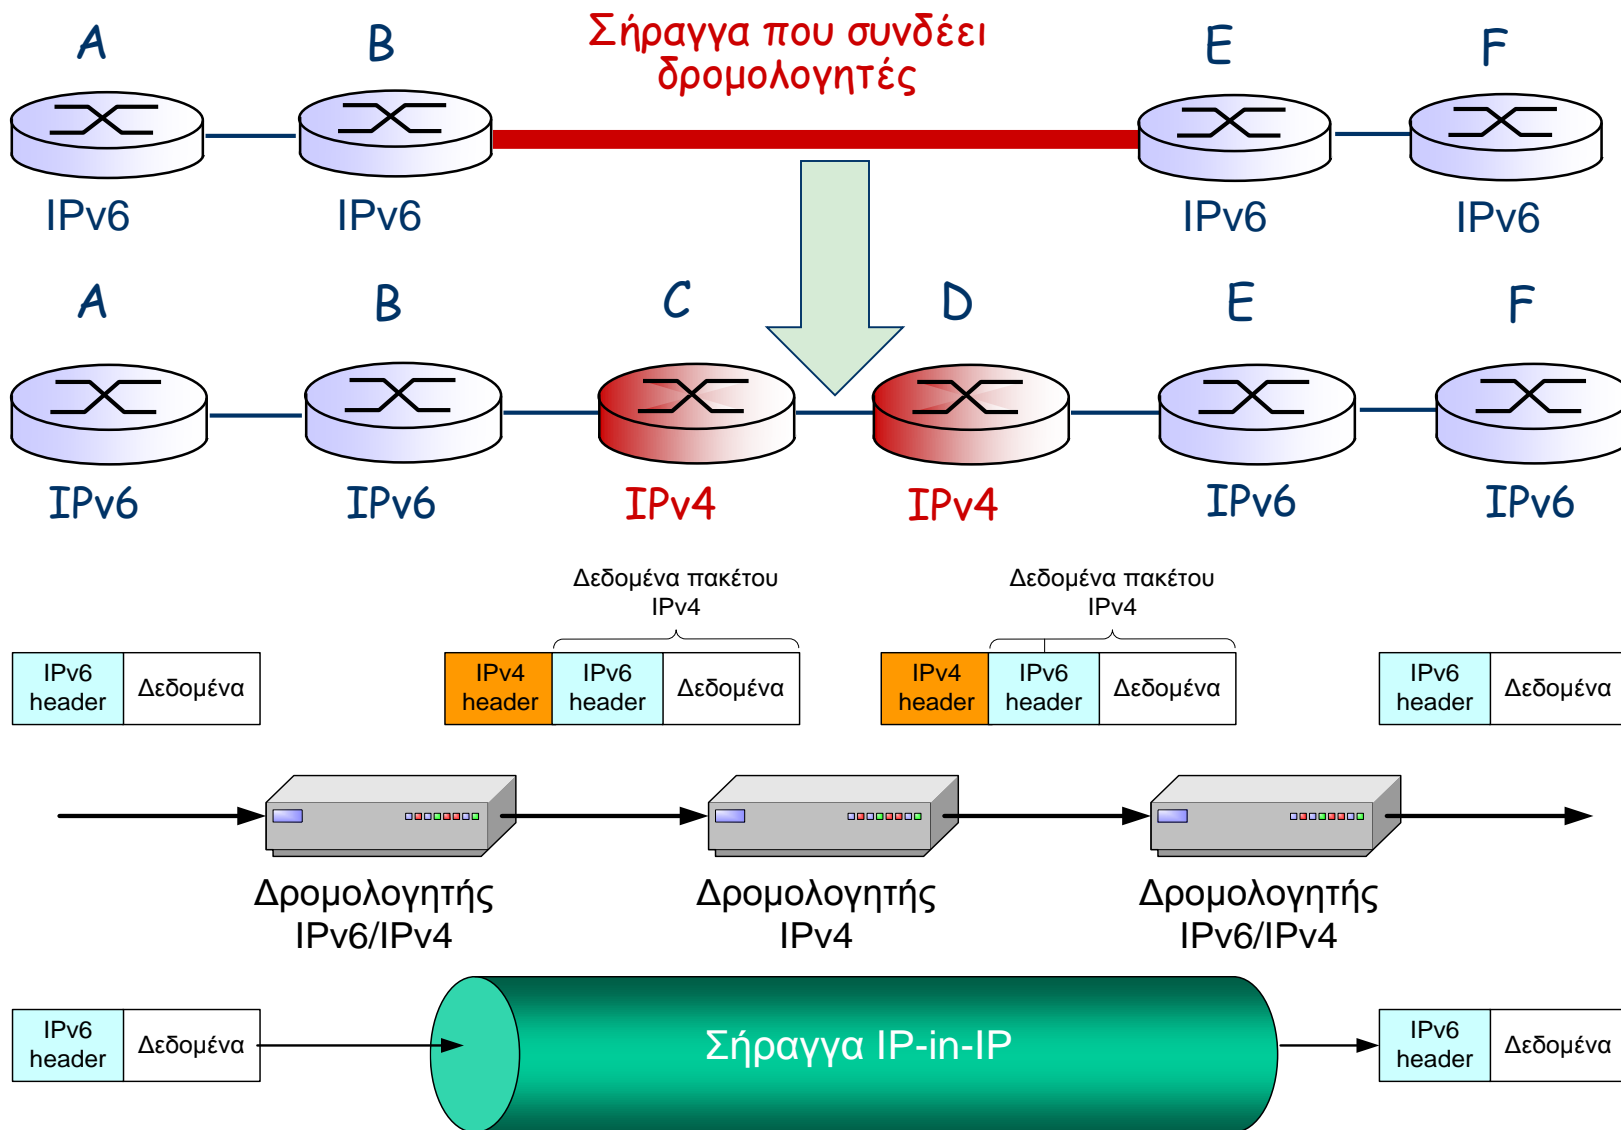 A
B
Σήραγγα που συνδέει
δρομολογητές
E
F
IPv6
IPv6
IPv6
IPv6
A
B
C
D
E
F
IPv6
IPv6
IPv4
IPv4
IPv6
IPv6
Δεδομένα πακέτου
IPv4
Δεδομένα πακέτου
IPv4
IPv6
header
Δεδομένα
IPv4
header
IPv6
header
Δεδομένα
IPv4
header
IPv6
header
Δεδομένα
IPv6
header
Δεδομένα
Δρομολογητής
IPv6/IPv4
Δρομολογητής
IPv4
Δρομολογητής
IPv6/IPv4
IPv6
header
Δεδομένα
Σήραγγα IP-in-IP
IPv6
header
Δεδομένα